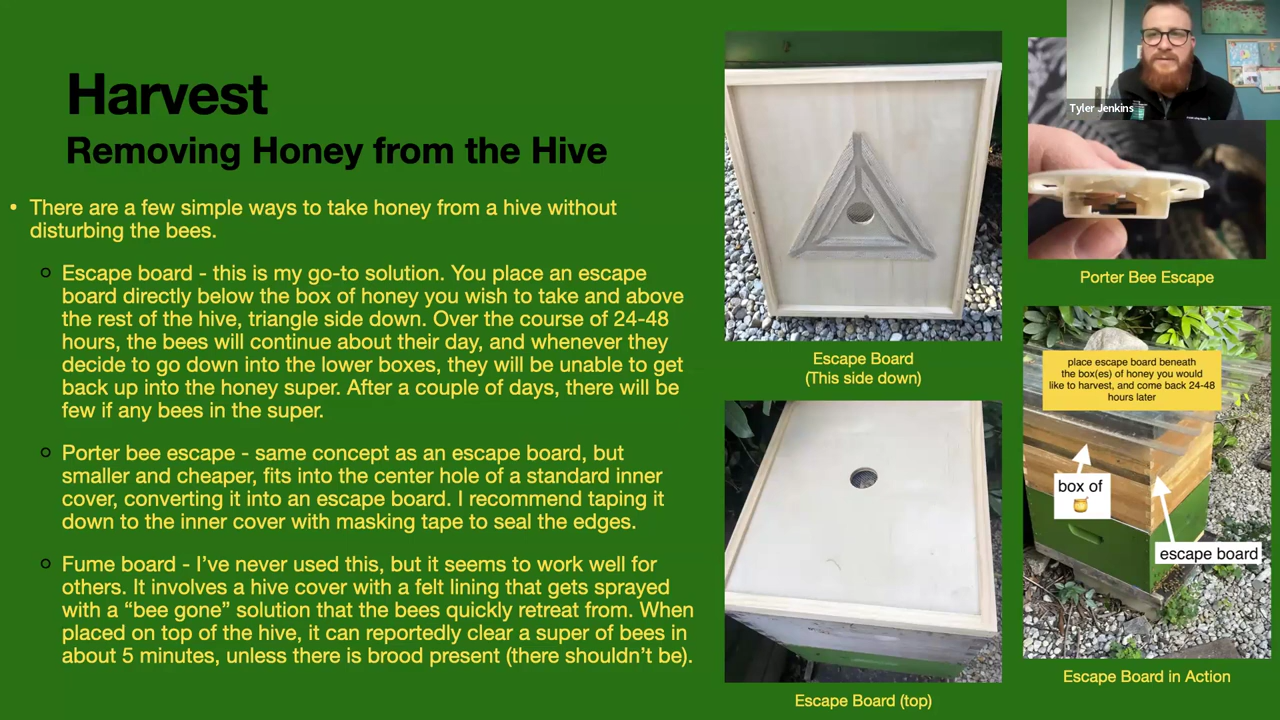 Harvest
Removing Honey from the Hive
• There are a few simple ways to take honey from a hive without
disturbing the bees.
Escape board - this is my go-to solution. You place an escape
board directly below the box of honey you wish to take and above
the rest of the hive, triangle side down. Over the course of 24-48
hours, the bees will continue about their day, and whenever they
decide to go down into the lower boxes, they will be unable to get
back up into the honey super. After a couple of days, there will be
few if any bees in the super.
Porter bee escape - same concept as an escape board, but
smaller and cheaper, fits into the center hole of a standard inner
cover, converting it into an escape board. I recommend taping it
down to the inner cover with masking tape to seal the edges.
Fume board - I’ve never used this, but it seems to work well for
others. It involves a hive cover with a felt lining that gets sprayed
with a “bee gone” solution that the bees quickly retreat from. When
placed on top of the hive, it can reportedly clear a super of bees in
about 5 minutes, unless there is brood present (there shouldn’t be).
Escape Board
(This side down)
Escape Board (top)
Tyler Jenkins
Porter Bee Escape
place escape board beneath
the box(es) of honey you would
like to harvest, and come back 24-48
hours later
box of
escape board
Escape Board in Action